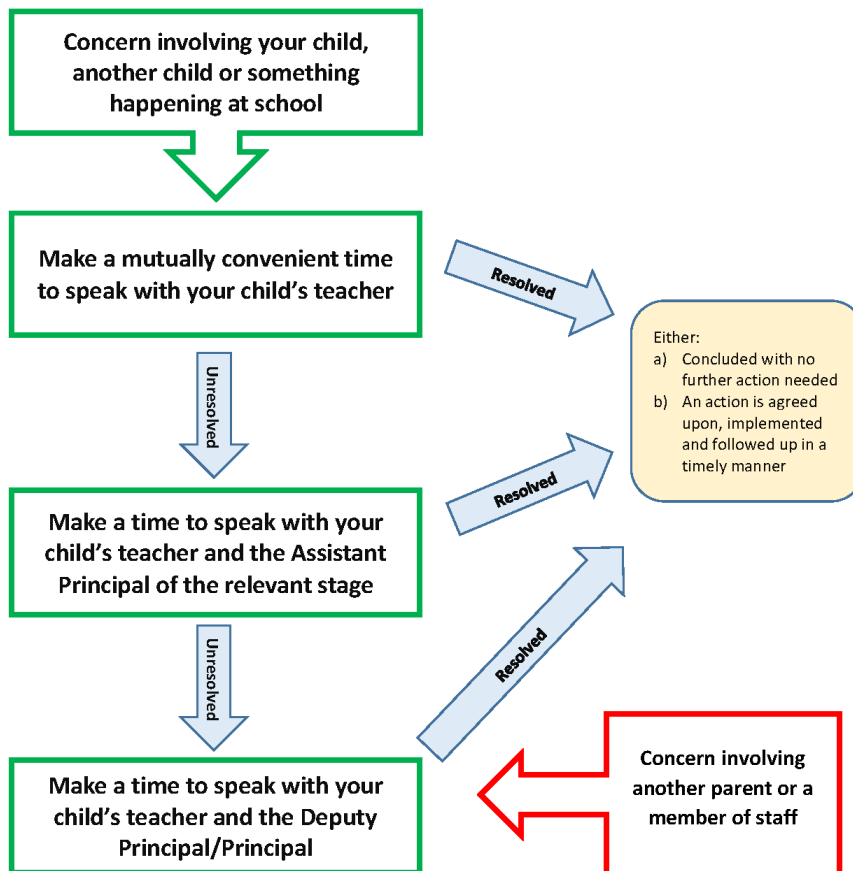 Concern involving your child,
another child or something
happening at school
Make a mutually convenient time
to speak with your child’s teacher
Resolved
Either:
a) Concluded with no
further action needed
b) An action is agreed
upon, implemented
and followed up in a
timely manner
Unresolved
Make a time to speak with your
child’s teacher and the Assistant
Principal of the relevant stage
Resolved
Unresolved
Resolved
Make a time to speak with your
child’s teacher and the Deputy
Principal/Principal
Concern involving
another parent or a
member of staff